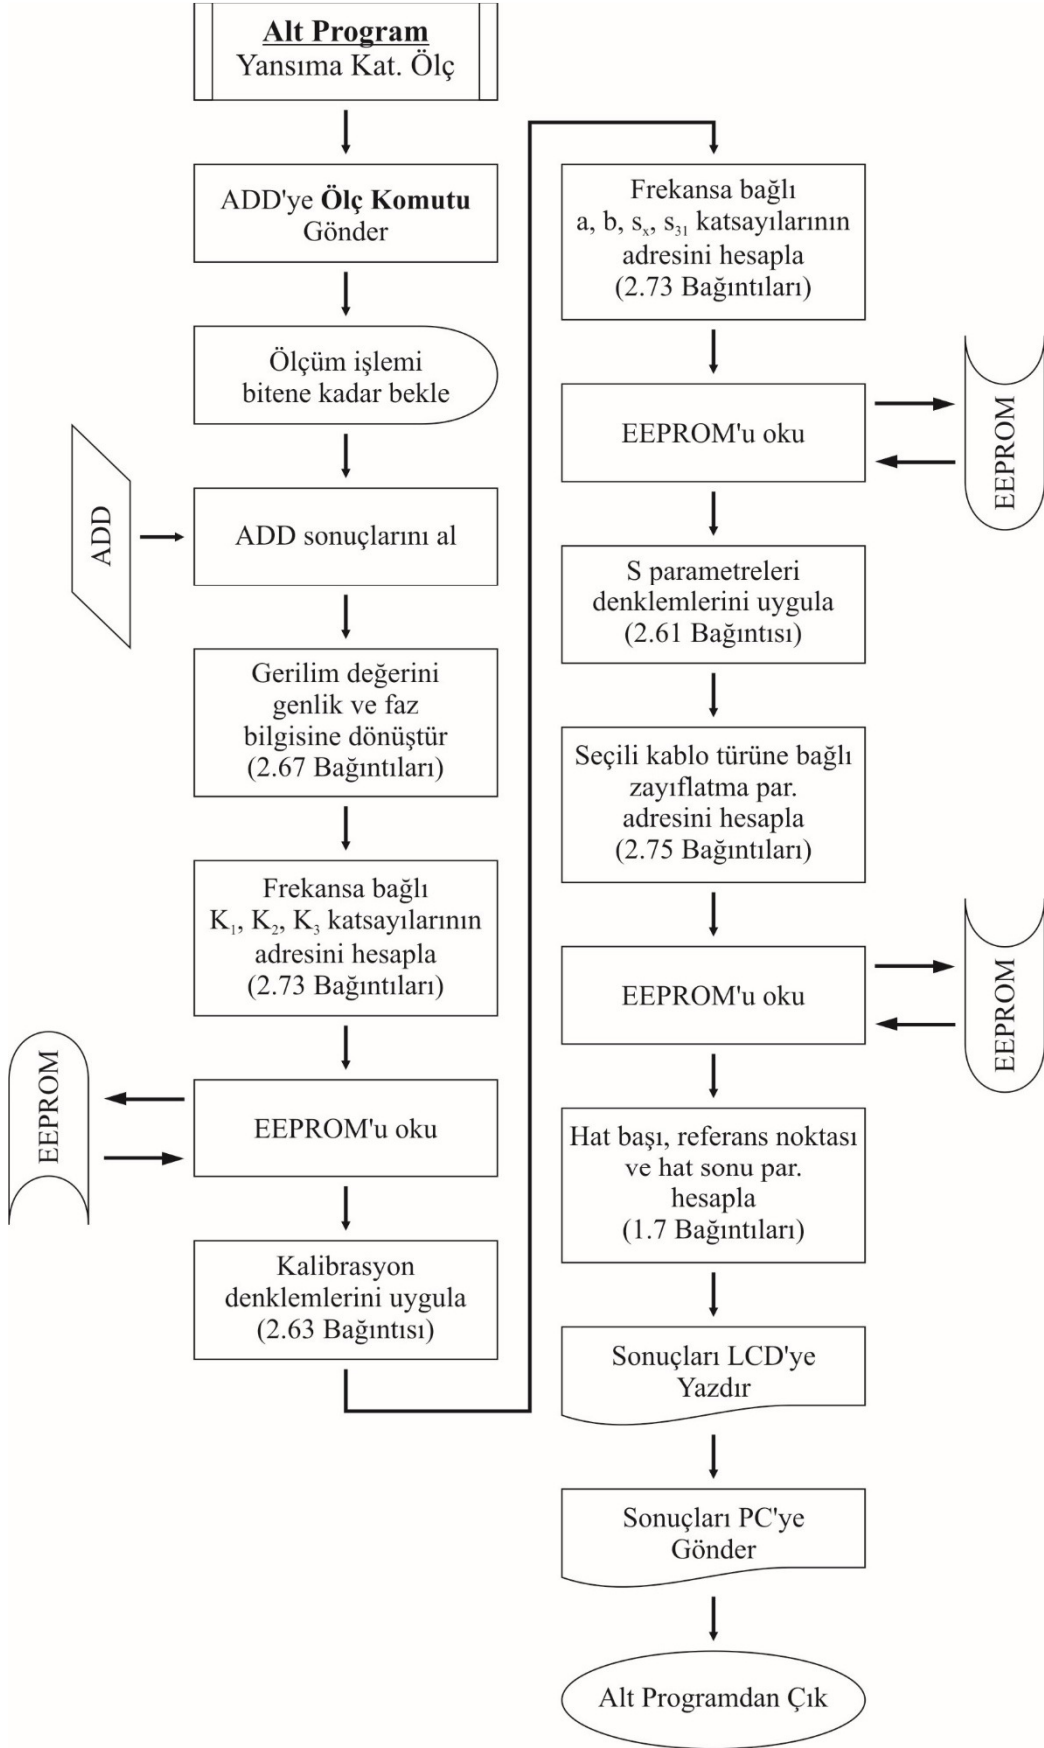 Alt Program
Yansıma Kat. Ölç
ADD'ye Ölç Komutu
Gönder
Ölçüm işlemi
bitene kadar bekle
ADD
ADD sonuçlarını al
Gerilim değerini
genlik ve faz
bilgisine dönüştür
(2.67 Bağıntıları)
Frekansa bağlı
K₁, K₂, K₃ katsayılarının
adresini hesapla
(2.73 Bağıntıları)
EEPROM
EEPROM'u oku
Kalibrasyon
denklemlerini uygula
(2.63 Bağıntısı)
Frekansa bağlı
a, b, sₓ, s₃₁ katsayılarının
adresini hesapla
(2.73 Bağıntıları)
EEPROM'u oku
EEPROM
S parametreleri
denklemlerini uygula
(2.61 Bağıntısı)
Seçili kablo türüne bağlı
zayıflatma par.
adresini hesapla
(2.75 Bağıntıları)
EEPROM'u oku
EEPROM
Hat başı, referans noktası
ve hat sonu par.
hesapla
(1.7 Bağıntıları)
Sonuçları LCD'ye
Yazdır
Sonuçları PC'ye
Gönder
Alt Programdan Çık